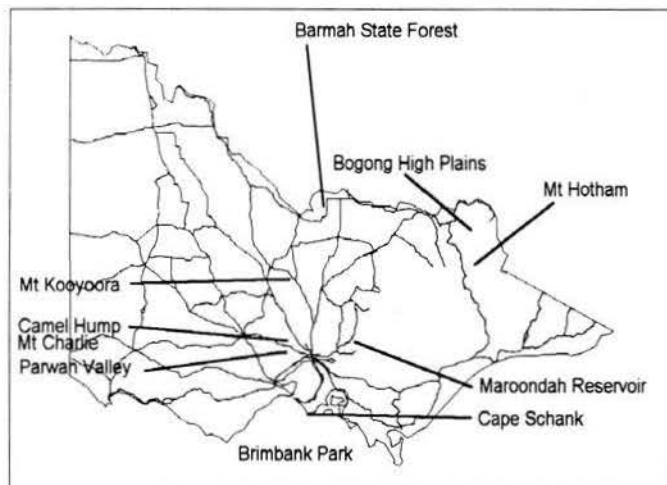 Barmah State Forest
Bogong High Plains
Mt Hotham
Mt Kooyoora
Camel Hump
Mt Charlie
Parwan Valley
Maroondah Reservoir
Cape Schank
Brimbank Park